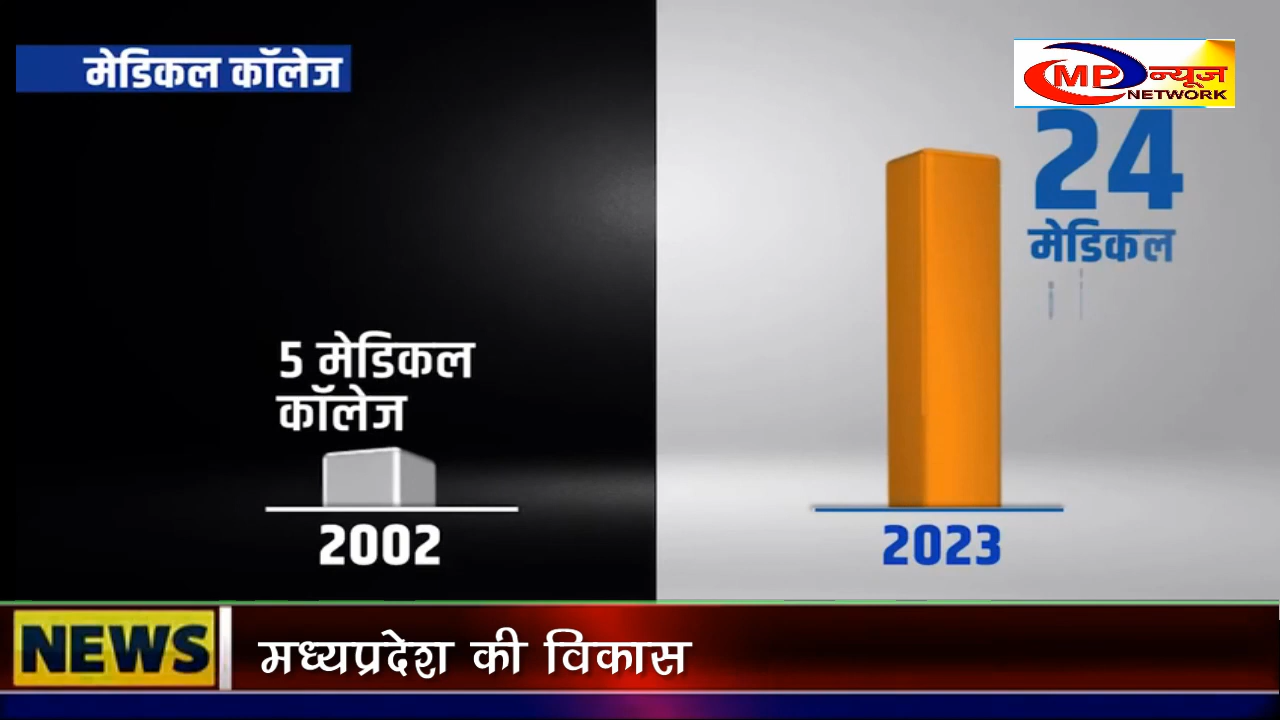 मेडिकल कॉलेज
MP न्यूज
NETWORK
24
मेडिकल
5 मेडिकल
कॉलेज
2002
2023
NEWS
मध्यप्रदेश की विकास